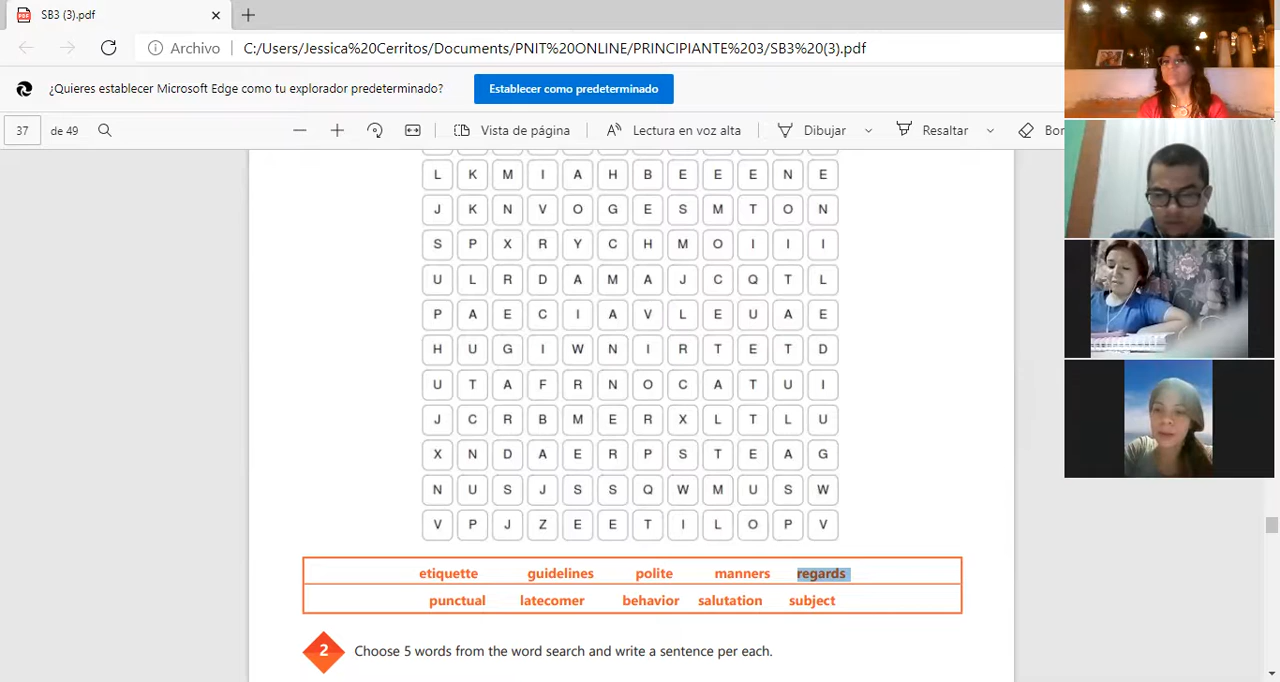 SB3 (3).pdf
Archivo C:/Users/Jessica%20Cerritos/Documents/PNIT%20ONLINE/PRINCIPIANTE%203/SB3%20(3).pdf
¿Quieres establecer Microsoft Edge como tu explorador predeterminado? Establecer como predeterminado
37 de 49 Vista de página Lectura en voz alta Dibujar Resaltar Bor
L K M I A H B E E E N E
J K N V O G E S M T O N
S P X R Y C H M O I I I
U L R D A M A J C Q T L
P A E C I A V L E U A E
H U G I W N I R T E T D
U T A F R N O C A T U I
J C R B M E R X L T L U
X N D A E R P S T E A G
N U S J S S Q W M U S W
V P J Z E E T I L O P V
etiquette guidelines polite manners regards
punctual latecomer behavior salutation subject
2 Choose 5 words from the word search and write a sentence per each.